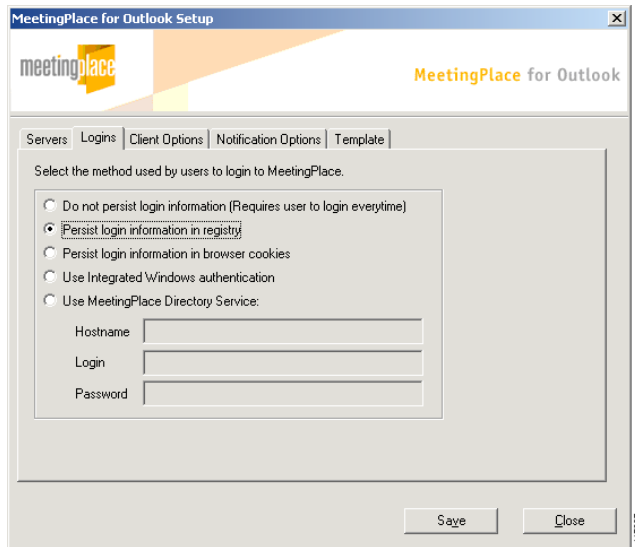 MeetingPlace for Outlook Setup
meetingplace
MeetingPlace for Outlook
Servers Logins Client Options Notification Options Template
Select the method used by users to login to MeetingPlace.
Do not persist login information (Requires user to login everytime)
Persist login information in registry
Persist login information in browser cookies
Use Integrated Windows authentication
Use MeetingPlace Directory Service:
Hostname
Login
Password
Save Close